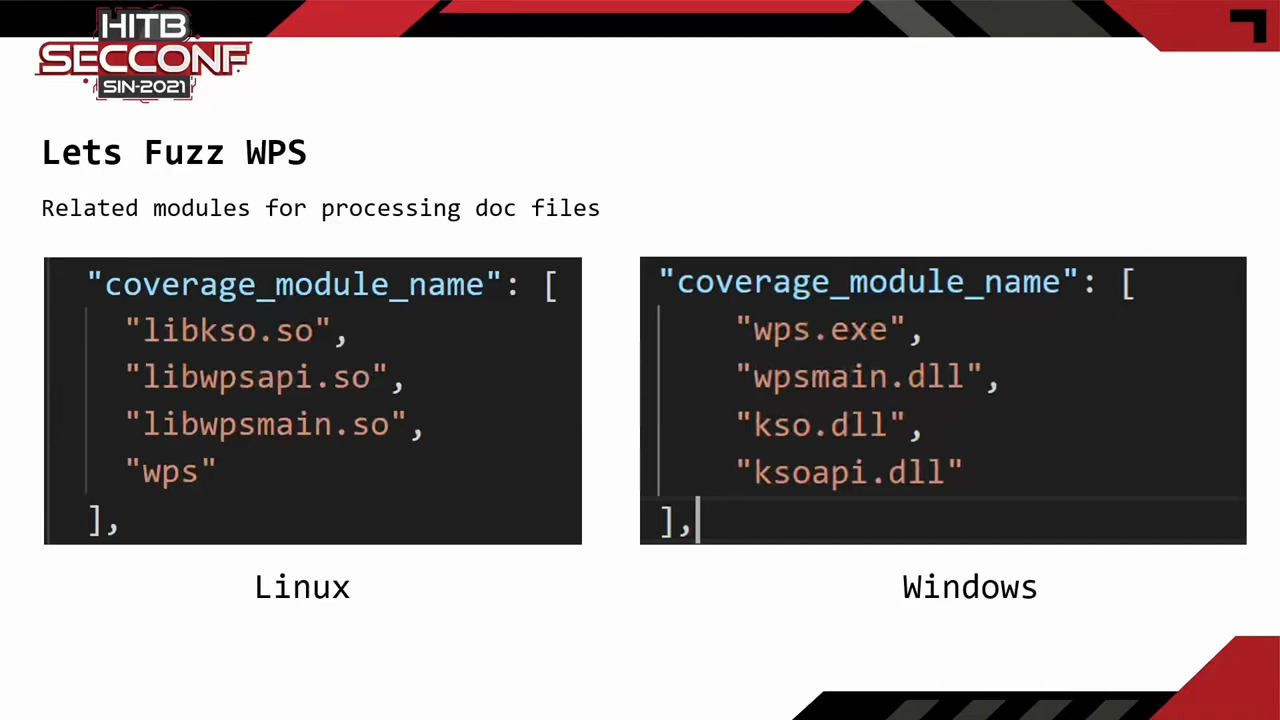 HITB
SECCONF
SIN-2021
Lets Fuzz WPS
Related modules for processing doc files
"coverage_module_name": [
"libkso.so",
"libwpsapi.so",
"libwpsmain.so",
"wps"
],
Linux
"coverage_module_name": [
"wps.exe",
"wpsmain.dll",
"kso.dll",
"ksoapi.dll"
],
Windows